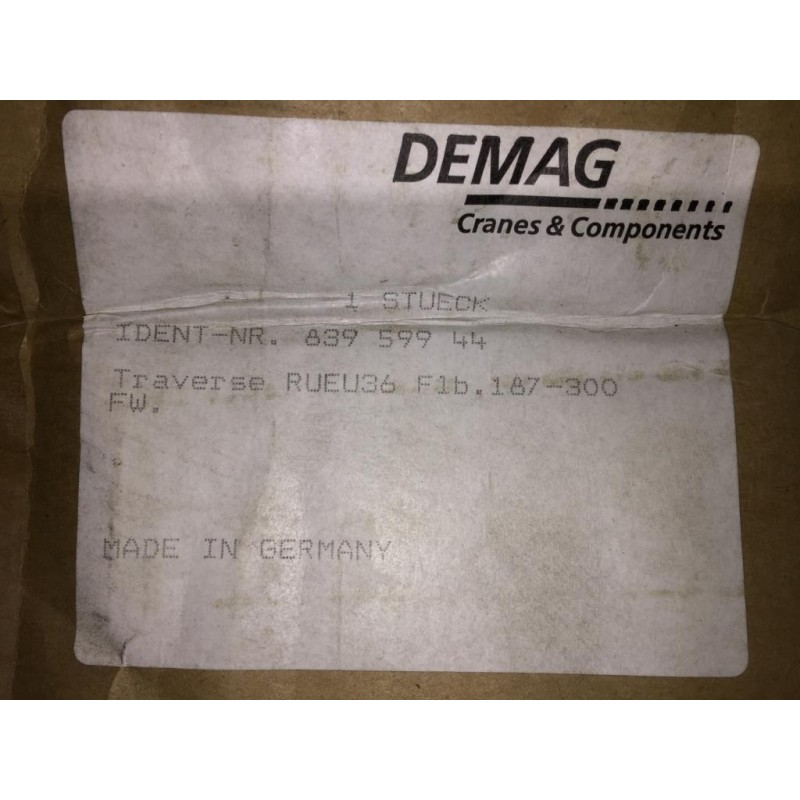 DEMAG
Cranes & Components
1 STUECK
IDENT-NR. 839 599 44
Traverse RUEU36 Flb.187-300
FW.
MADE IN GERMANY